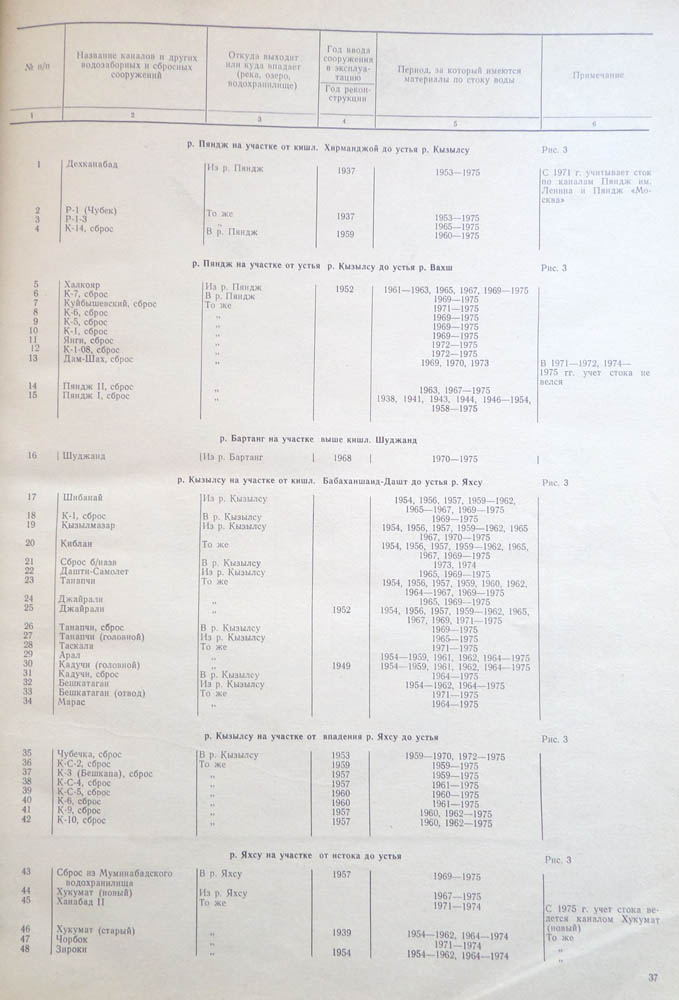 № п/п | Название каналов и других водозаборных и сбросных сооружений | Откуда выходит или куда впадает (река, озеро, водохранилище) | Год ввода сооружения в эксплуатацию / Год реконструкции | Период, за который имеются материалы по стоку воды | Примечание
1 | 2 | 3 | 4 | 5 | 6
р. Пяндж на участке от кишл. Хирманджой до устья р. Кызылсу Рис. 3
1 Дехканабад Из р. Пяндж 1937 1953—1975 С 1971 г. учитывает сток
по каналам Пяндж им.
Ленина и Пяндж «Мо-
сква»
2 Р-1 (Чубек) То же 1937 1953—1975
3 Р-1-3 „ 1965—1975
4 К-14, сброс В р. Пяндж 1959 1960—1975
р. Пяндж на участке от устья р. Кызылсу до устья р. Вахш Рис. 3
5 Халкояр Из р. Пяндж 1952 1961—1963, 1965, 1967, 1969—1975
6 К-7, сброс В р. Пяндж 1969—1975
7 Куйбышевский, сброс То же 1971—1975
8 К-6, сброс „ 1969—1975
9 К-5, сброс „ 1969—1975
10 К-1, сброс „ 1969—1975
11 Янги, сброс „ 1972—1975
12 К-1-08, сброс „ 1972—1975
13 Дам-Шах, сброс „ 1969, 1970, 1973 В 1971—1972, 1974—
1975 гг. учет стока не
велся
14 Пяндж II, сброс „ 1963, 1967—1975
15 Пяндж I, сброс „ 1938, 1941, 1943, 1944, 1946—1954,
1958—1975
р. Бартанг на участке выше кишл. Шуджанд
16 Шуджанд Из р. Бартанг 1968 1970—1975
р. Кызылсу на участке от кишл. Бабаханшаид-Дашт до устья р. Яхсу Рис. 3
17 Шибанай Из р. Кызылсу 1954, 1956, 1957, 1959—1962,
1965—1967, 1969—1975
18 К-1, сброс В р. Кызылсу 1969—1975
19 Кызылмазар Из р. Кызылсу 1954, 1956, 1957, 1959—1962, 1965
1967, 1970—1975
20 Киблаи То же 1954, 1956, 1957, 1959—1962, 1965,
1967, 1969—1975
21 Сброс б/назв В р. Кызылсу 1973, 1974
22 Дашти-Самолет Из р. Кызылсу 1965, 1969—1975
23 Танапчи То же 1954, 1956, 1957, 1959, 1960, 1962,
1964—1967, 1969—1975
24 Джайрали „ 1965, 1969—1975
25 Джайрали „ 1952 1954, 1956, 1957, 1959—1962, 1965,
1967, 1969, 1971—1975
26 Танапчи, сброс В р. Кызылсу 1969—1975
27 Танапчи (головной) Из р. Кызылсу 1965—1975
28 Таскала То же 1971—1975
29 Арал „ 1954—1959, 1961, 1962, 1964—1975
30 Кадучи (головной) „ 1949 1954—1959, 1961, 1962, 1964—1975
31 Кадучи, сброс В р. Кызылсу 1964—1975
32 Бешкатаган Из р. Кызылсу 1954—1962, 1964—1975
33 Бешкатаган (отвод) То же 1971—1975
34 Марас „ 1964—1975
р. Кызылсу на участке от впадения р. Яхсу до устья Рис. 3
35 Чубечка, сброс В р. Кызылсу 1953 1959—1970, 1972—1975
36 К-С-2, сброс То же 1959 1959—1975
37 К-3 (Бешкапа), сброс „ 1957 1959—1975
38 К-С-4, сброс „ 1957 1961—1975
39 К-С-5, сброс „ 1960 1960—1975
40 К-6, сброс „ 1960 1961—1975
41 К-9, сброс „ 1957 1960, 1962—1975
42 К-10, сброс „ 1957 1960, 1962—1975
р. Яхсу на участке от истока до устья Рис. 3
43 Сброс из Муминабадского В р. Яхсу 1957 1969—1975
водохранилища
44 Хукумат (новый) Из р. Яхсу 1967—1975
45 Ханабад II То же 1971—1974 С 1975 г. учет стока ве-
дется каналом Хукумат
(новый)
46 Хукумат (старый) „ 1939 1954—1962, 1964—1974 То же
47 Чорбок „ 1971—1974 „
48 Зироки „ 1954 1954—1962, 1964—1974 „
37